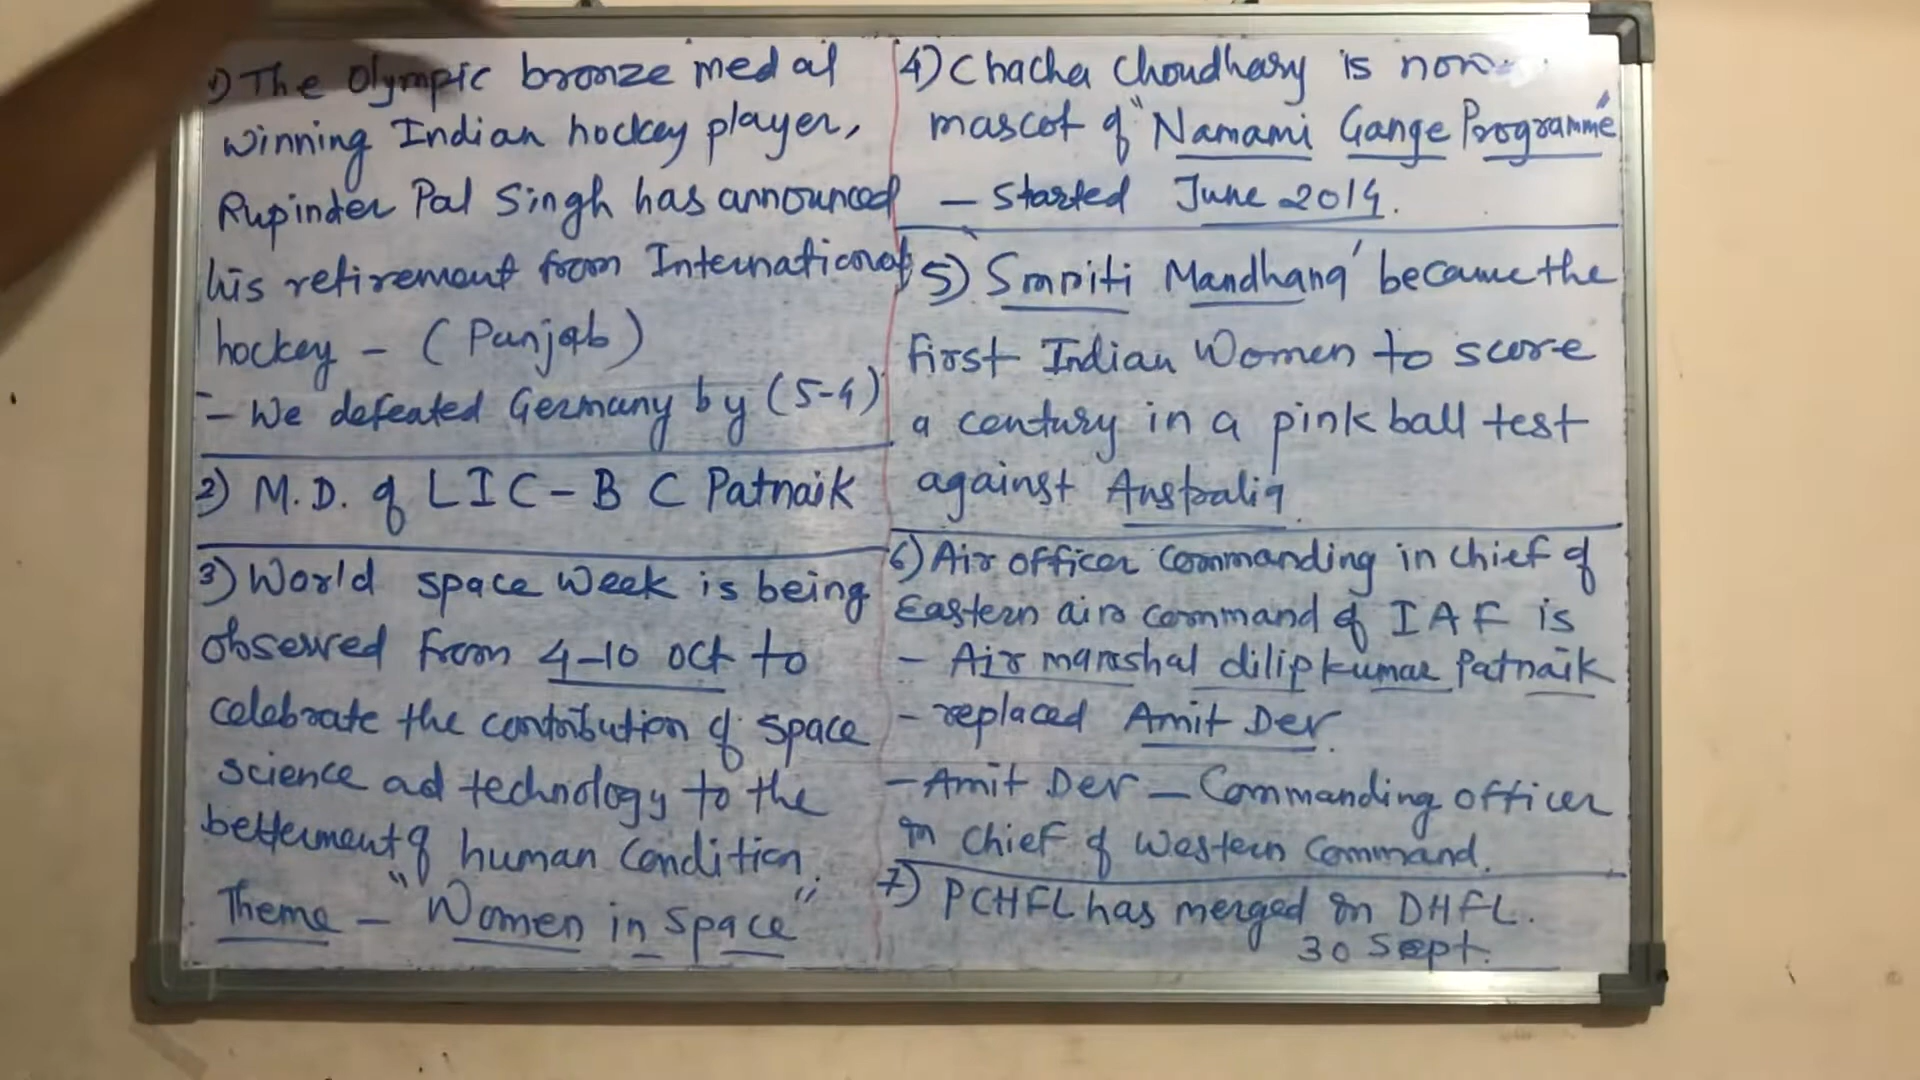 1) The Olympic bronze medal
winning Indian hockey player,
Rupinder Pal Singh has announced
his retirement from International
hockey - (Punjab)
- We defeated Germany by (5-4)
2) M.D. of LIC - B C Patnaik
3) World space week is being
observed from 4-10 Oct to
celebrate the contribution of space
science ad technology to the
betterment of human condition.
Theme - "Women in space"
4) Chacha Choudhary is now
mascot of "Namami Gange Programme"
- Started June 2014.
5) Smriti Mandhana became the
first Indian Women to score
a century in a pink ball test
against Australia.
6) Air officer Commanding in chief of
Eastern air command of IAF is
- Air marshal dilip kumar Patnaik
- replaced Amit Dev.
- Amit Dev - Commanding officer
in chief of western Command.
7) PCHFL has merged in DHFL.
30 Sept.